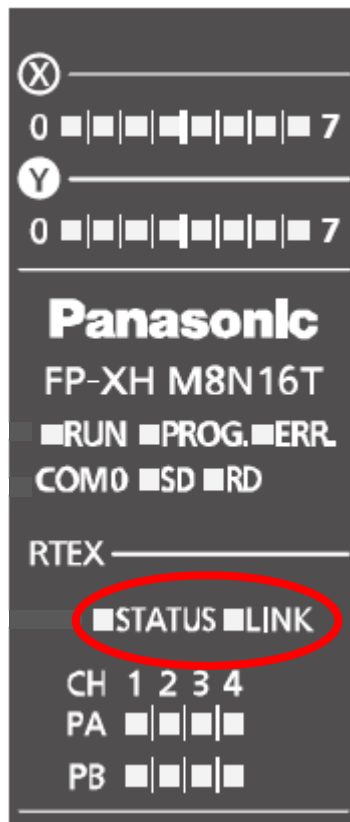 X
0 7
Y
0 7
Panasonic
FP-XH M8N16T
RUN PROG. ERR.
COM0 SD RD
RTEX
STATUS LINK
CH 1 2 3 4
PA
PB